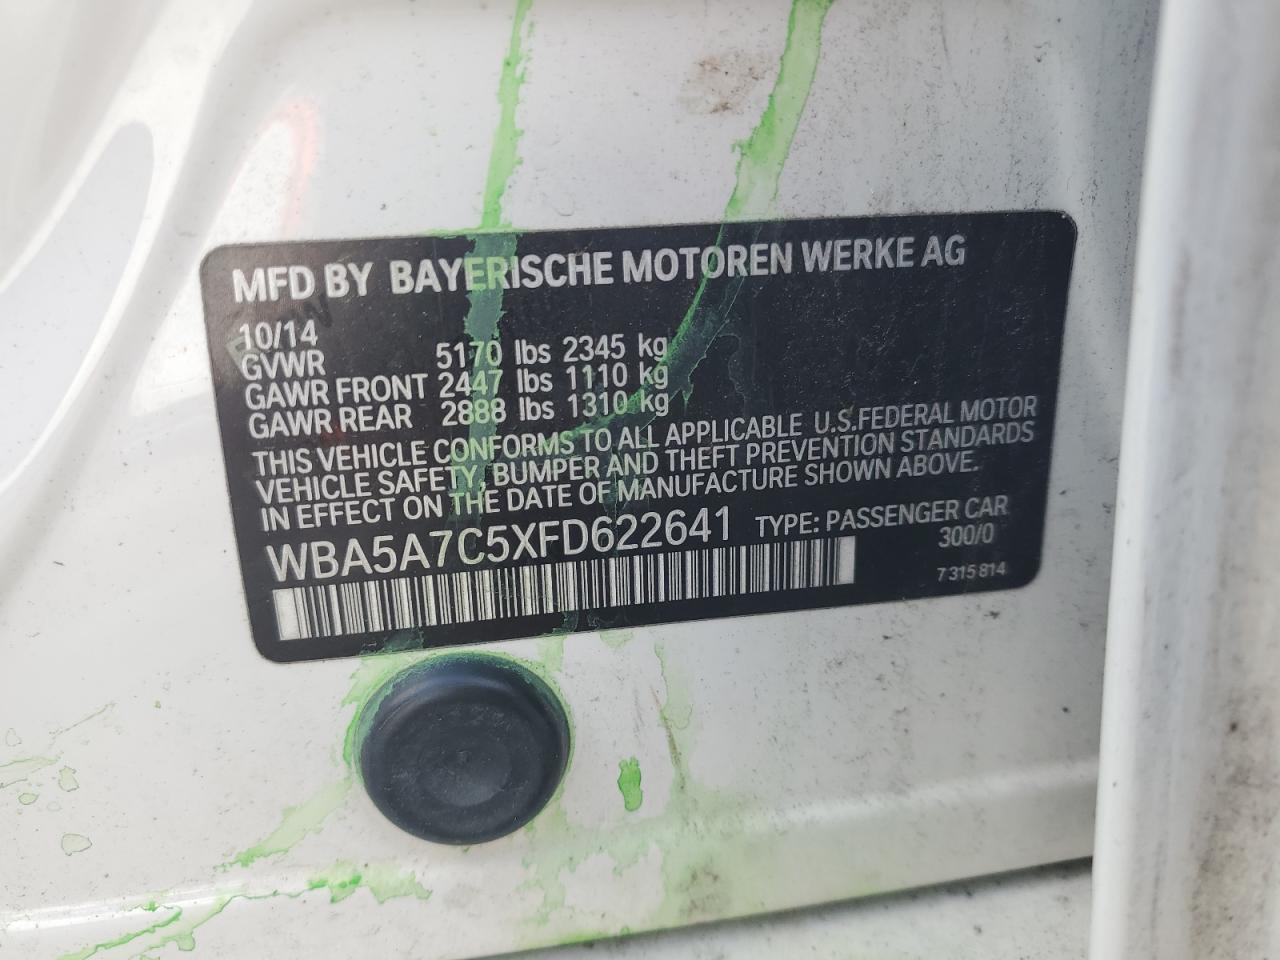 MFD BY BAYERISCHE MOTOREN WERKE AG
10/14
GVWR 5170 lbs 2345 kg
GAWR FRONT 2447 lbs 1110 kg
GAWR REAR 2888 lbs 1310 kg
THIS VEHICLE CONFORMS TO ALL APPLICABLE U.S.FEDERAL MOTOR
VEHICLE SAFETY, BUMPER AND THEFT PREVENTION STANDARDS
IN EFFECT ON THE DATE OF MANUFACTURE SHOWN ABOVE.
WBA5A7C5XFD622641 TYPE: PASSENGER CAR
300/0
7 315 814